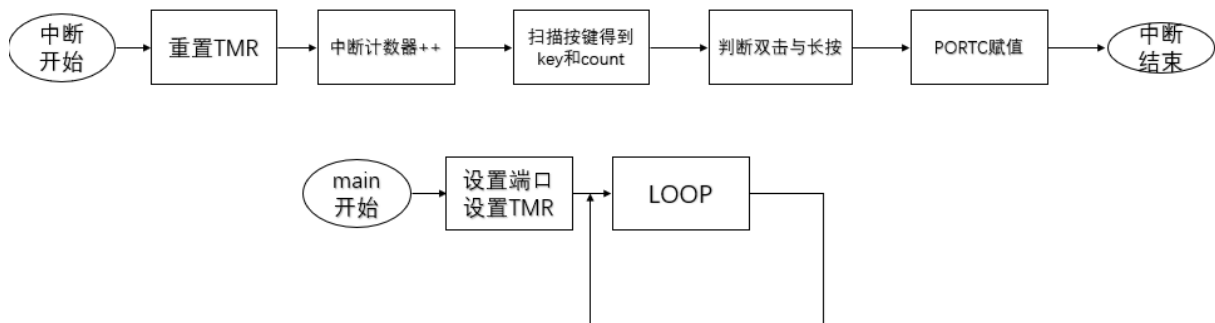 中断
开始
重置TMR
中断计数器++
扫描按键得到
key和count
判断双击与长按
PORTC赋值
中断
结束
main
开始
设置端口
设置TMR
LOOP